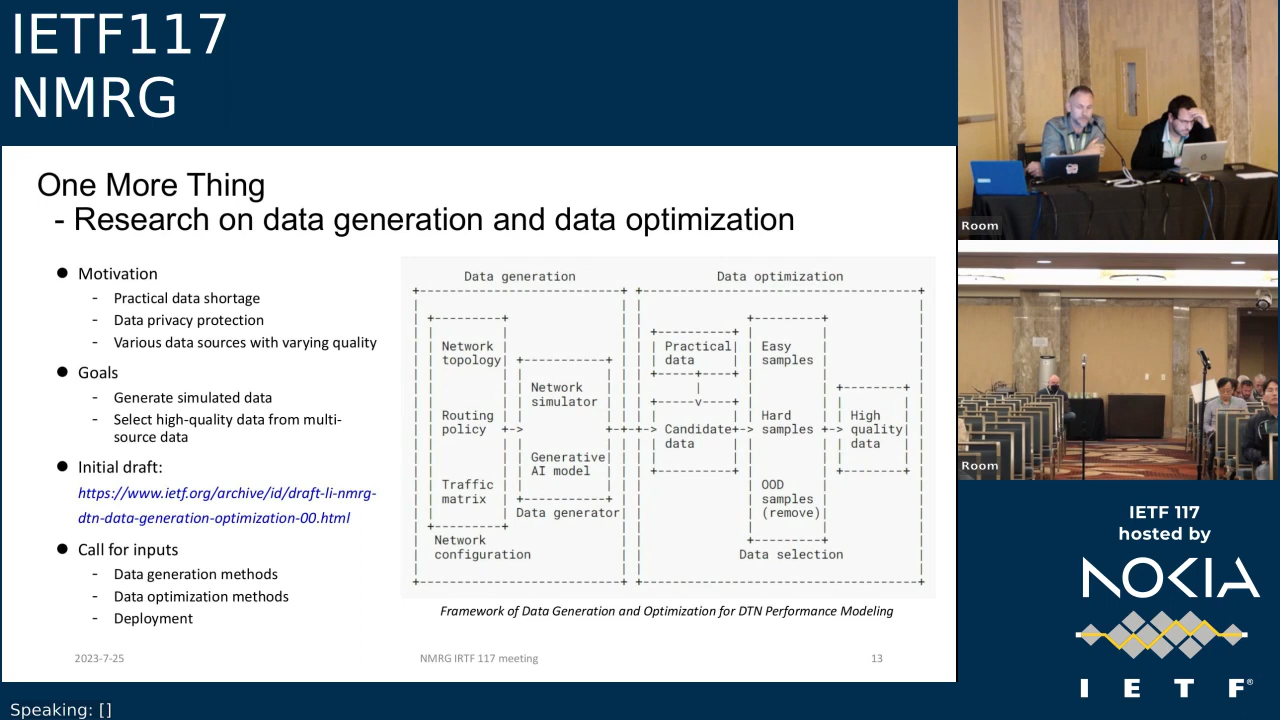 IETF117
NMRG
One More Thing
- Research on data generation and data optimization
● Motivation
- Practical data shortage
- Data privacy protection
- Various data sources with varying quality
● Goals
- Generate simulated data
- Select high-quality data from multi-
source data
● Initial draft:
https://www.ietf.org/archive/id/draft-li-nmrg-
dtn-data-generation-optimization-00.html
● Call for inputs
- Data generation methods
- Data optimization methods
- Deployment
Data generation
Network
topology
Routing
policy
Traffic
matrix
Network
configuration
Network
simulator
Generative
AI model
Data generator
Data optimization
Practical
data
Candidate
data
Easy
samples
Hard
samples
OOD
samples
(remove)
Data selection
High
quality
data
Framework of Data Generation and Optimization for DTN Performance Modeling
2023-7-25
NMRG IRTF 117 meeting
13
Room
Room
IETF 117
hosted by
NOKIA
I E T F®
Speaking: []